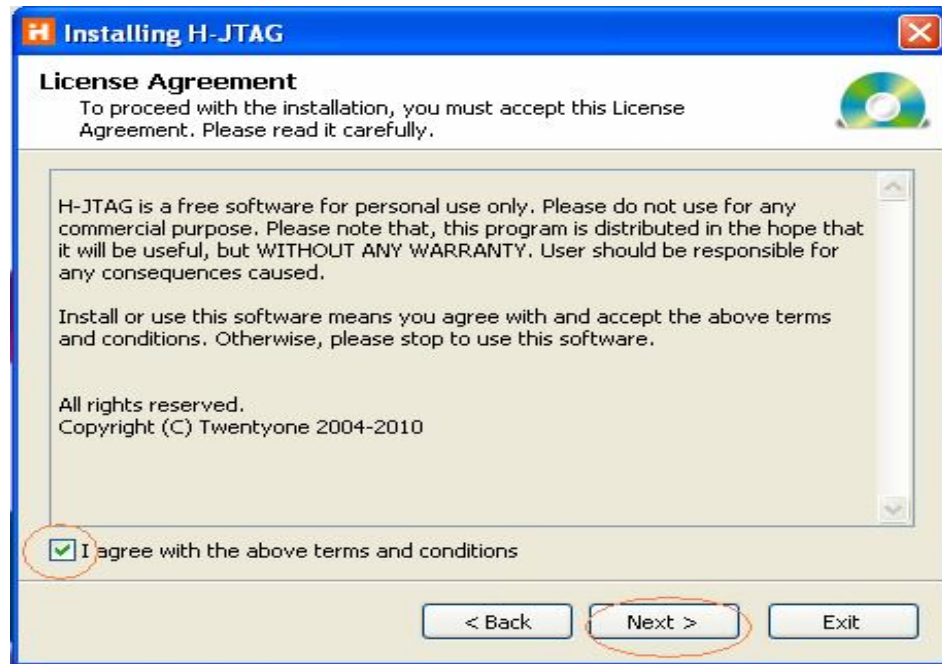 Installing H-JTAG
License Agreement
To proceed with the installation, you must accept this License
Agreement. Please read it carefully.
H-JTAG is a free software for personal use only. Please do not use for any
commercial purpose. Please note that, this program is distributed in the hope that
it will be useful, but WITHOUT ANY WARRANTY. User should be responsible for
any consequences caused.
Install or use this software means you agree with and accept the above terms
and conditions. Otherwise, please stop to use this software.
All rights reserved.
Copyright (C) Twentyone 2004-2010
I agree with the above terms and conditions
< Back Next > Exit